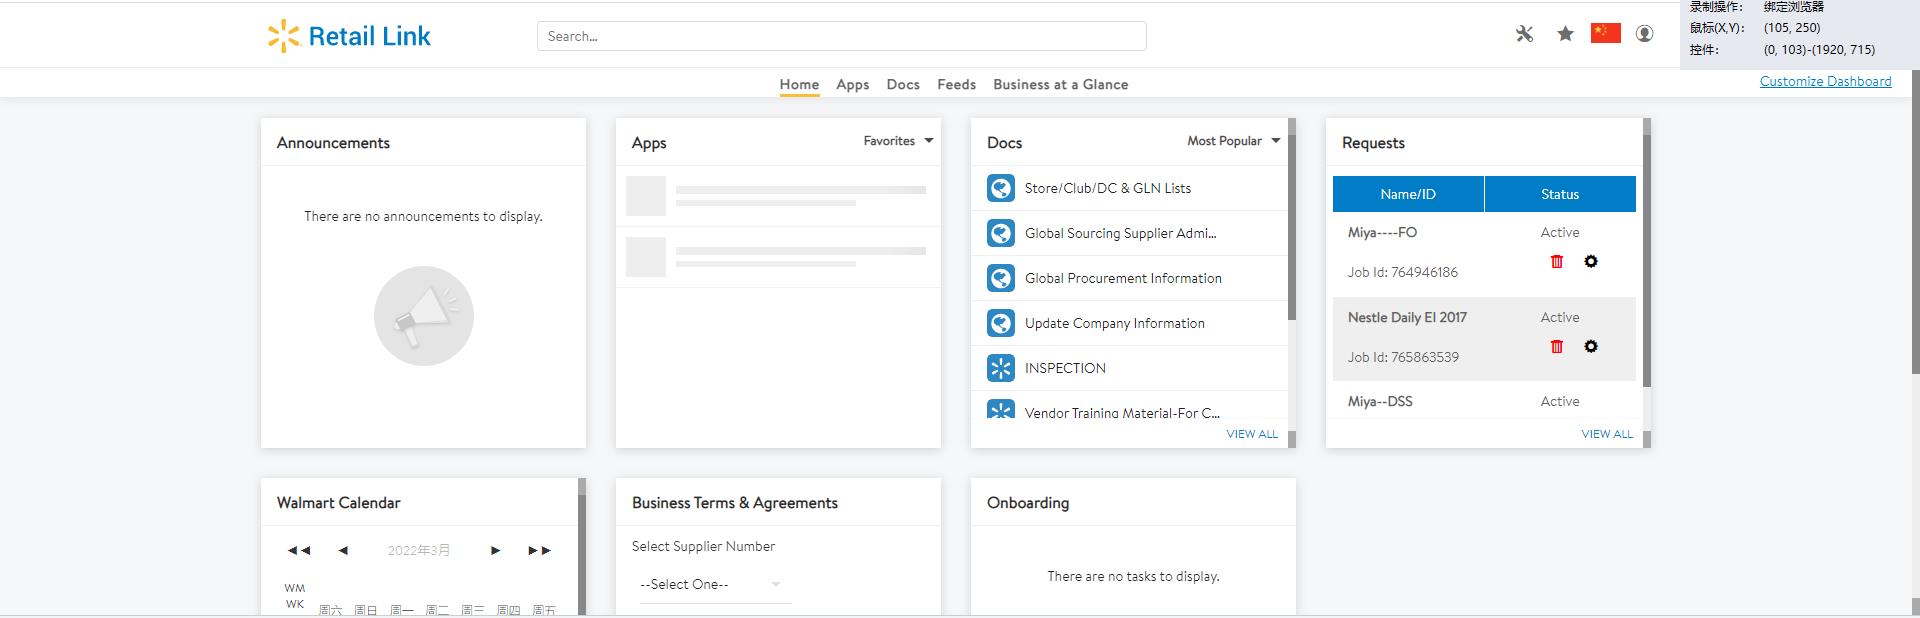 录制操作： 绑定浏览器
鼠标(X,Y)： (105, 250)
控件： (0, 103)-(1920, 715)
Retail Link
Search...
Home Apps Docs Feeds Business at a Glance
Customize Dashboard
Announcements
There are no announcements to display.
Apps
Favorites
Docs
Most Popular
Store/Club/DC & GLN Lists
Global Sourcing Supplier Admi...
Global Procurement Information
Update Company Information
INSPECTION
Vendor Training Material-For C...
VIEW ALL
Requests
Name/ID Status
Miya----FO Active
Job Id: 764946186
Nestle Daily EI 2017 Active
Job Id: 765863539
Miya--DSS Active
VIEW ALL
Walmart Calendar
2022年3月
WM
WK 周六 周日 周一 周二 周三 周四 周五
Business Terms & Agreements
Select Supplier Number
--Select One--
Onboarding
There are no tasks to display.